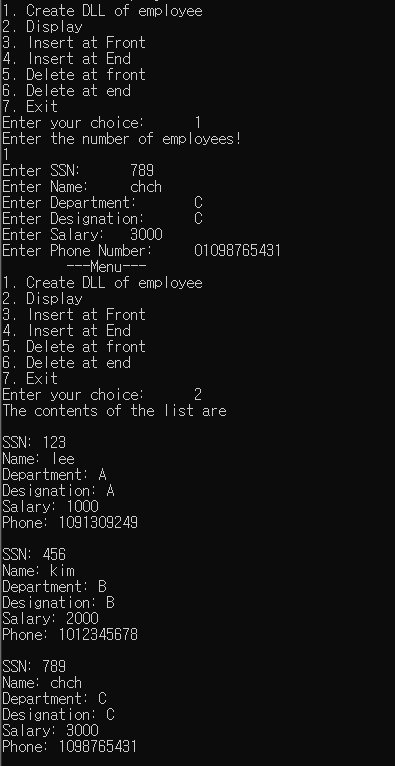 1. Create DLL of employee
2. Display
3. Insert at Front
4. Insert at End
5. Delete at front
6. Delete at end
7. Exit
Enter your choice:      1
Enter the number of employees!
1
Enter SSN:      789
Enter Name:     chch
Enter Department:       C
Enter Designation:      C
Enter Salary:   3000
Enter Phone Number:     01098765431
---Menu---
1. Create DLL of employee
2. Display
3. Insert at Front
4. Insert at End
5. Delete at front
6. Delete at end
7. Exit
Enter your choice:      2
The contents of the list are
SSN: 123
Name: lee
Department: A
Designation: A
Salary: 1000
Phone: 1091309249
SSN: 456
Name: kim
Department: B
Designation: B
Salary: 2000
Phone: 1012345678
SSN: 789
Name: chch
Department: C
Designation: C
Salary: 3000
Phone: 1098765431